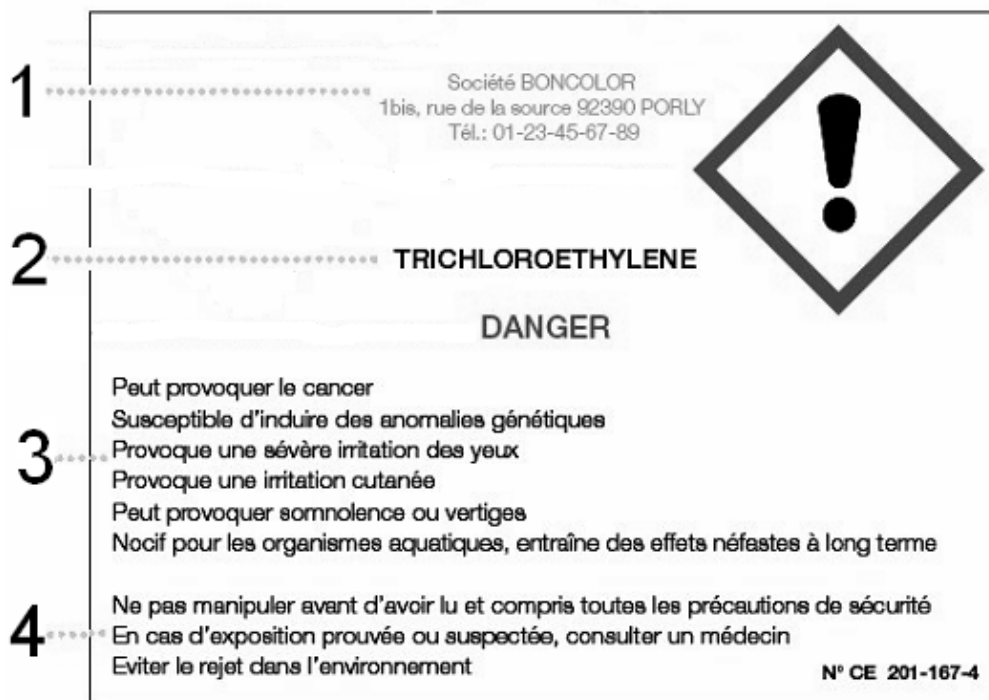 1
Société BONCOLOR
1bis, rue de la source 92390 PORLY
Tél.: 01-23-45-67-89
!
2
TRICHLOROETHYLENE
DANGER
3
Peut provoquer le cancer
Susceptible d'induire des anomalies génétiques
Provoque une sévère irritation des yeux
Provoque une irritation cutanée
Peut provoquer somnolence ou vertiges
Nocif pour les organismes aquatiques, entraîne des effets néfastes à long terme
4
Ne pas manipuler avant d'avoir lu et compris toutes les précautions de sécurité
En cas d'exposition prouvée ou suspectée, consulter un médecin
Eviter le rejet dans l'environnement
N° CE 201-167-4